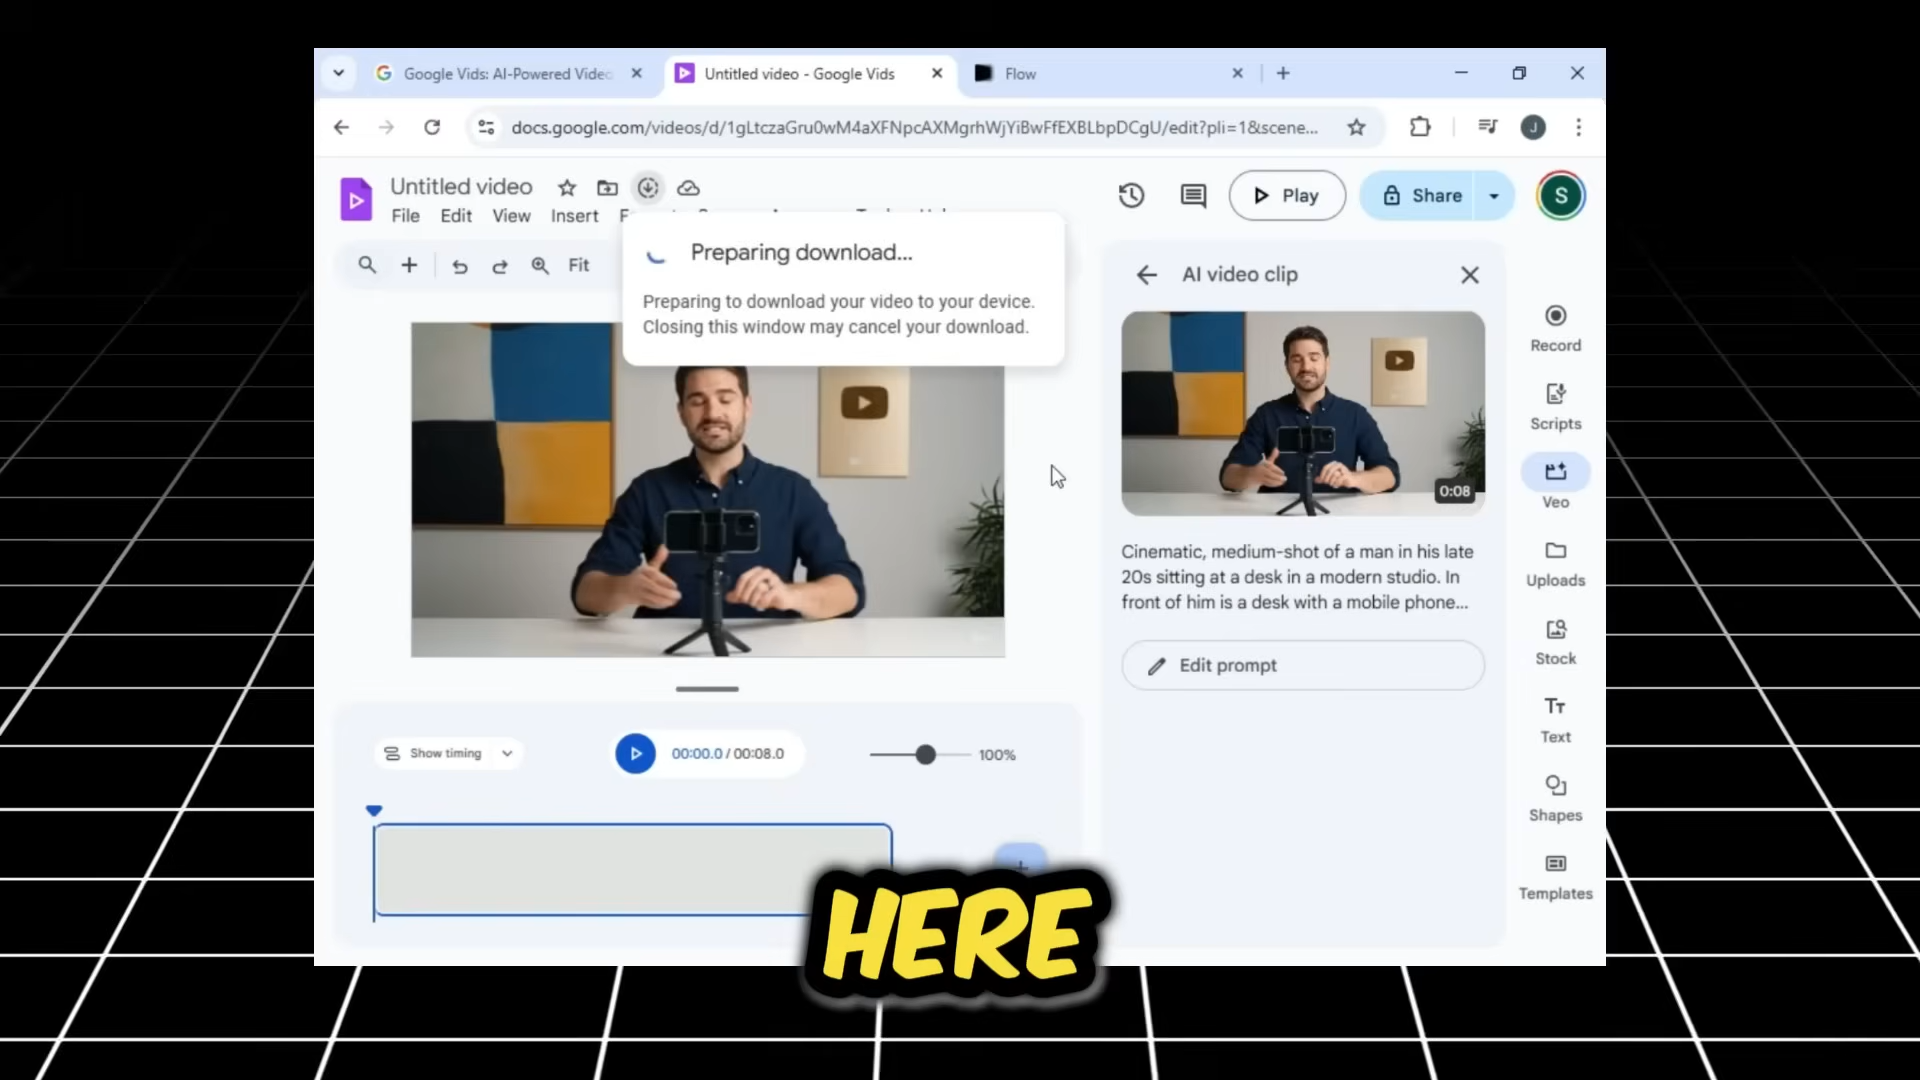 Google Vids: AI-Powered Video
Untitled video - Google Vids
Flow
docs.google.com/videos/d/1gLtczaGru0wM4aXFNpcAXMgrhWjYiBwFfEXBLbpDCgU/edit?pli=1&scene...
J
Untitled video
File Edit View Insert
Play
Share
S
Fit
Preparing download...
Preparing to download your video to your device.
Closing this window may cancel your download.
AI video clip
0:08
Cinematic, medium-shot of a man in his late
20s sitting at a desk in a modern studio. In
front of him is a desk with a mobile phone...
Edit prompt
Record
Scripts
Veo
Uploads
Stock
Text
Shapes
Templates
Show timing
00:00.0 / 00:08.0
100%
HERE